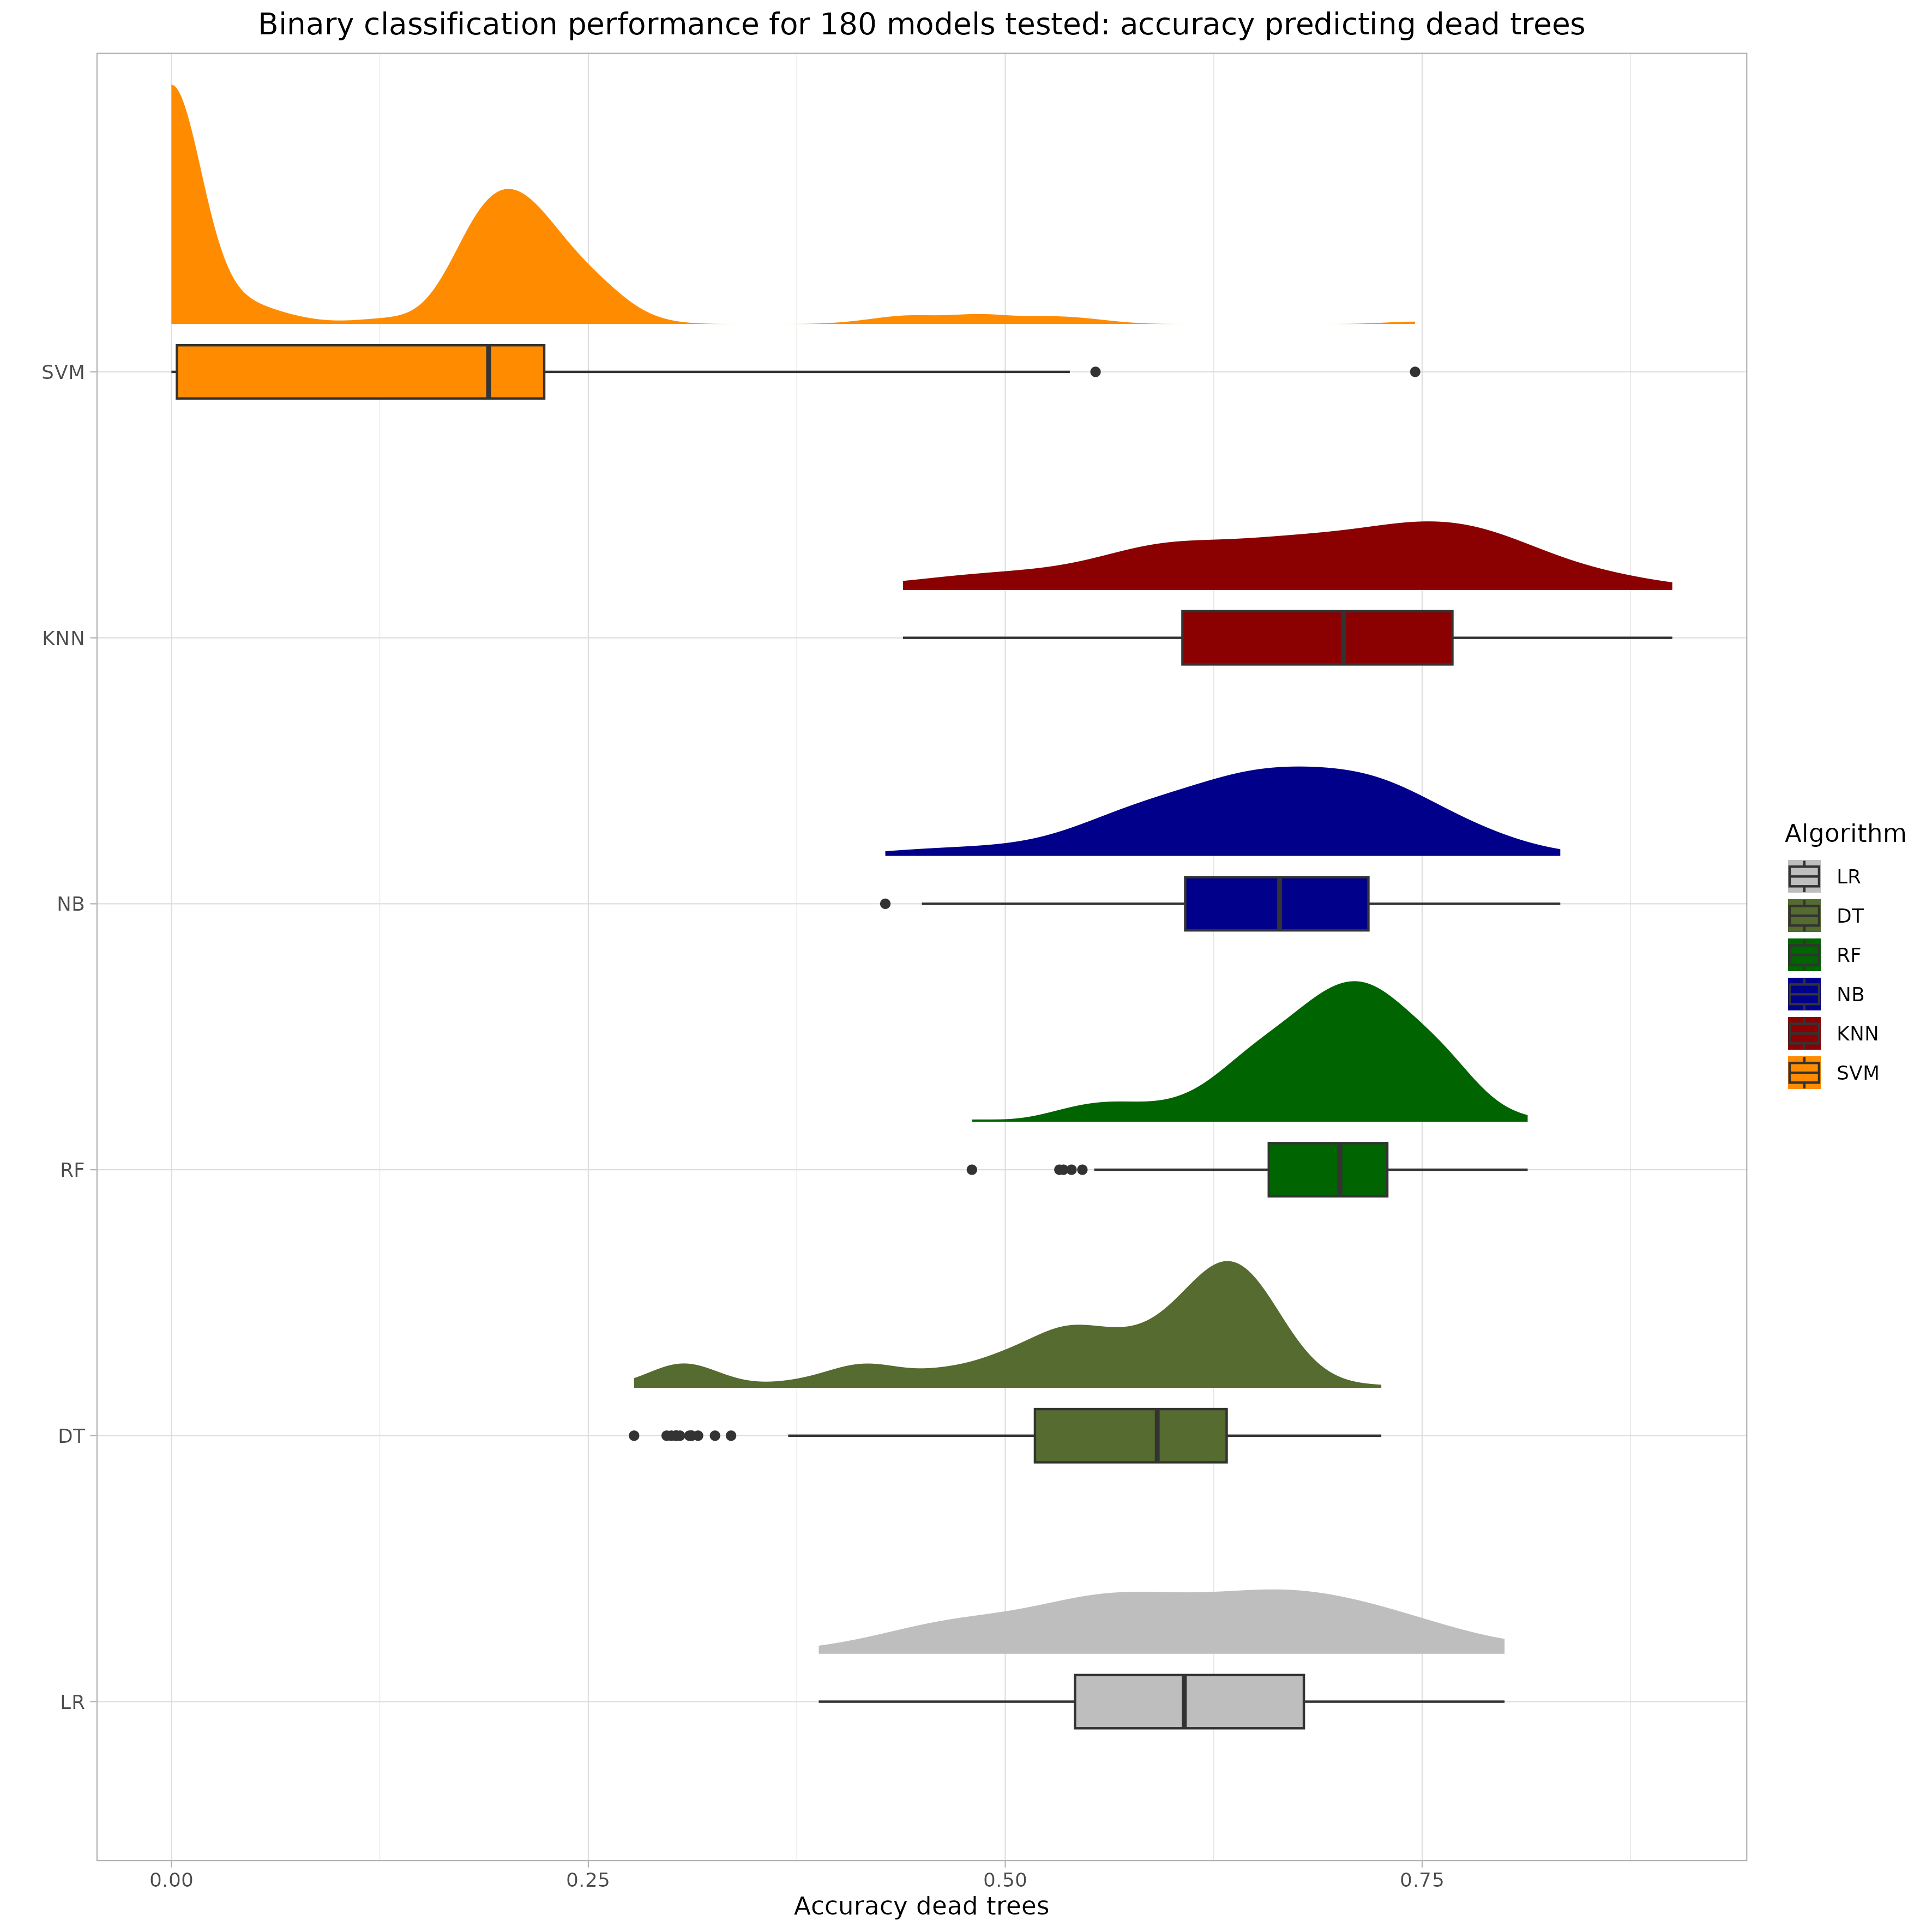 Binary classification performance for 180 models tested: accuracy predicting dead trees
SVM
KNN
NB
RF
DT
LR
0.00
0.25
0.50
0.75
Accuracy dead trees
Algorithm
LR
DT
RF
NB
KNN
SVM